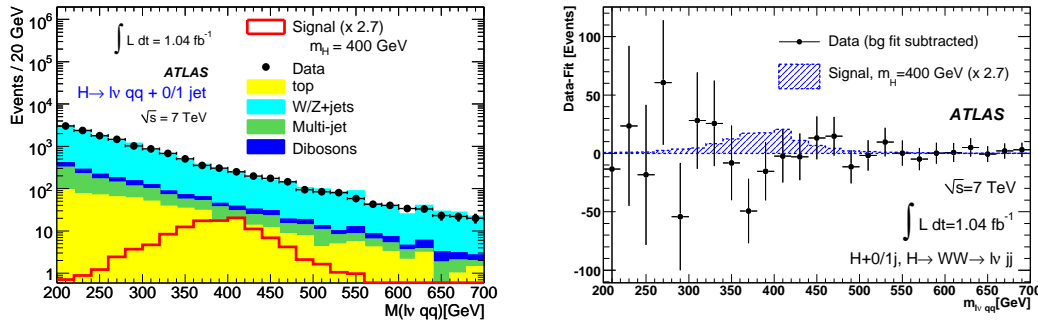 Events / 20 GeV
10^6
10^5
10^4
10^3
10^2
10
1
∫ L dt = 1.04 fb^-1
ATLAS
H→ lν qq + 0/1 jet
√s = 7 TeV
Signal (x 2.7)
m_H = 400 GeV
Data
top
W/Z+jets
Multi-jet
Dibosons
200 250 300 350 400 450 500 550 600 650 700
M(lν qq)[GeV]
Data-Fit [Events]
100
50
0
-50
-100
Data (bg fit subtracted)
Signal, m_H=400 GeV (x 2.7)
ATLAS
√s=7 TeV
∫ L dt=1.04 fb^-1
H+0/1j, H→ WW→ lν jj
200 250 300 350 400 450 500 550 600 650 700
m_lν qq [GeV]